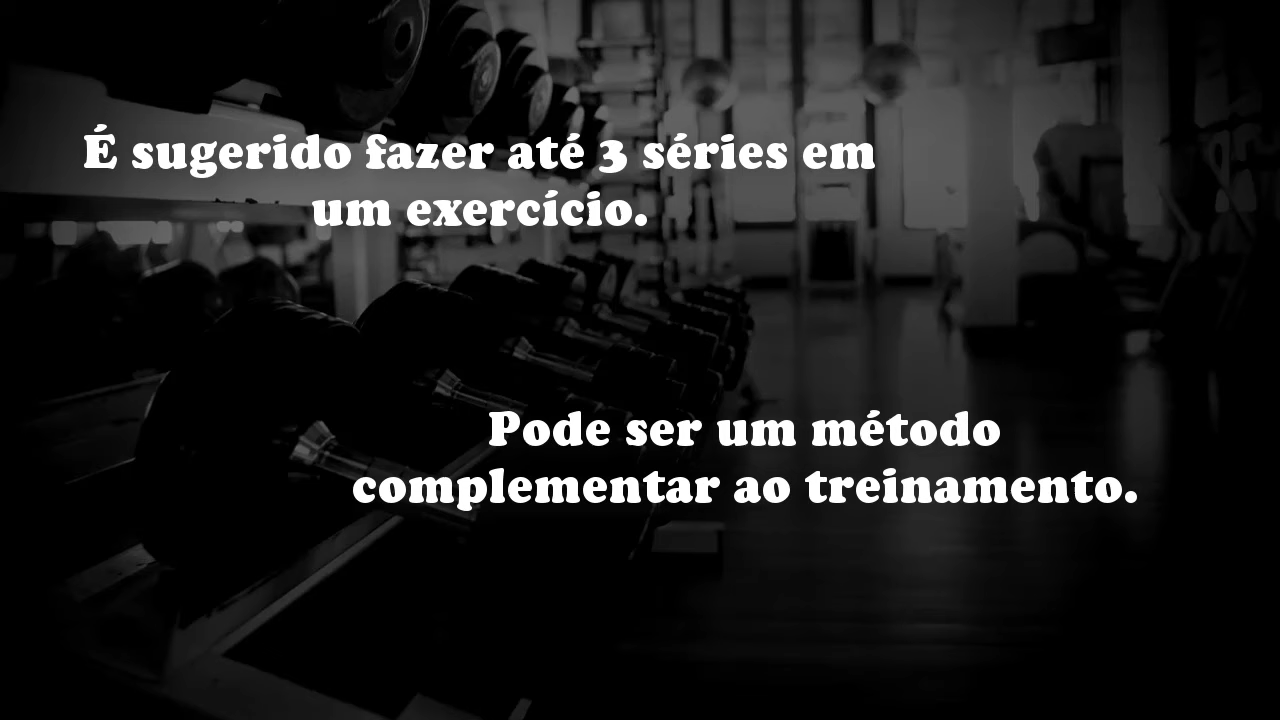 É sugerido fazer até 3 séries em
um exercício.
Pode ser um método
complementar ao treinamento.